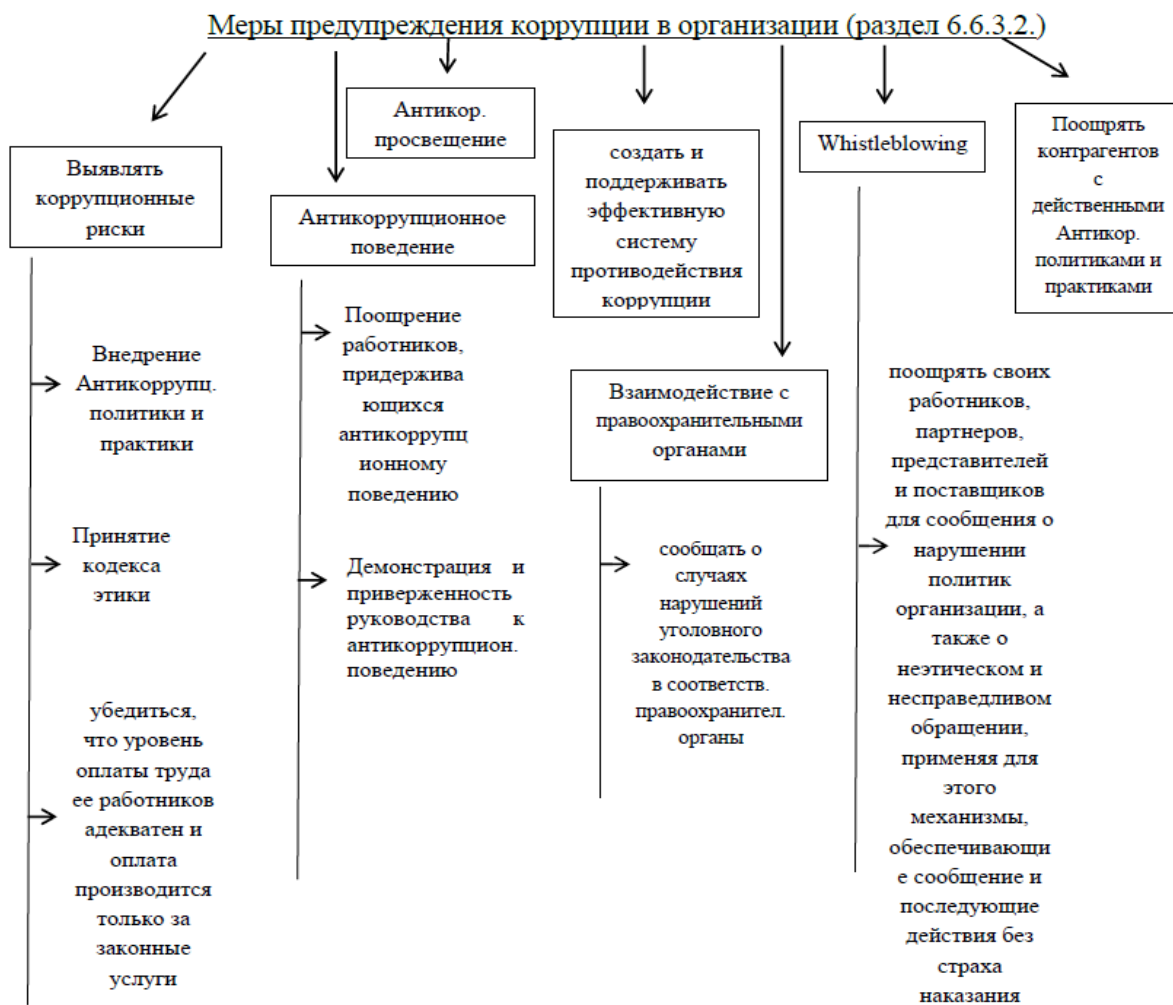 Меры предупреждения коррупции в организации (раздел 6.6.3.2.)
Выявлять
коррупционные
риски
Внедрение
Антикоррупц.
политики и
практики
Принятие
кодекса
этики
убедиться,
что уровень
оплаты труда
ее работников
адекватен и
оплата
производится
только за
законные
услуги
Антикор.
просвещение
Антикоррупционное
поведение
Поощрение
работников,
придержива
ющихся
антикоррупц
ионному
поведению
Демонстрация и
приверженность
руководства к
антикоррупцион.
поведению
создать и
поддерживать
эффективную
систему
противодействия
коррупции
Взаимодействие с
правоохранительными
органами
сообщать о
случаях
нарушений
уголовного
законодательства
в соответств.
правоохранител.
органы
Whistleblowing
поощрять своих
работников,
партнеров,
представителей
и поставщиков
для сообщения о
нарушении
политик
организации, а
также о
неэтическом и
несправедливом
обращении,
применяя для
этого
механизмы,
обеспечивающи
е сообщение и
последующие
действия без
страха
наказания
Поощрять
контрагентов
с
действенными
Антикор.
политиками и
практиками